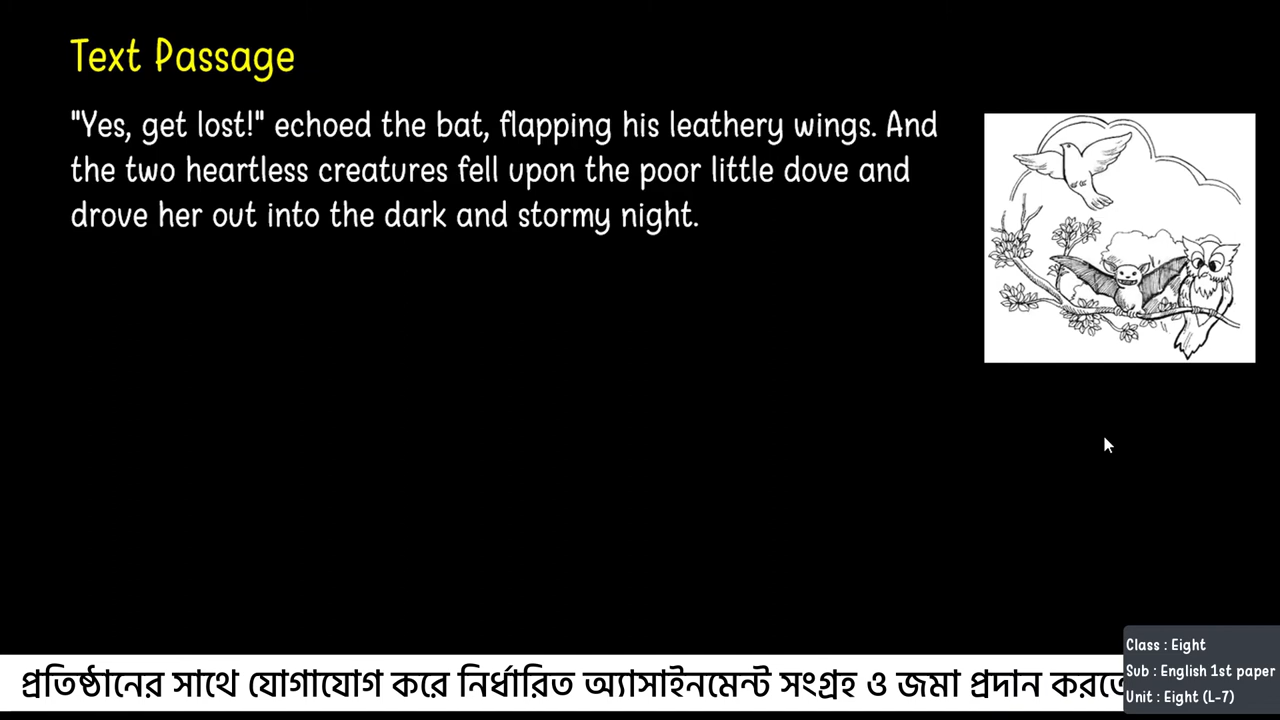 Text Passage
"Yes, get lost!" echoed the bat, flapping his leathery wings. And
the two heartless creatures fell upon the poor little dove and
drove her out into the dark and stormy night.
Class : Eight
Sub : English 1st paper
Unit : Eight (L-7)
প্রতিষ্ঠানের সাথে যোগাযোগ করে নির্ধারিত অ্যাসাইনমেন্ট সংগ্রহ ও জমা প্রদান করতে